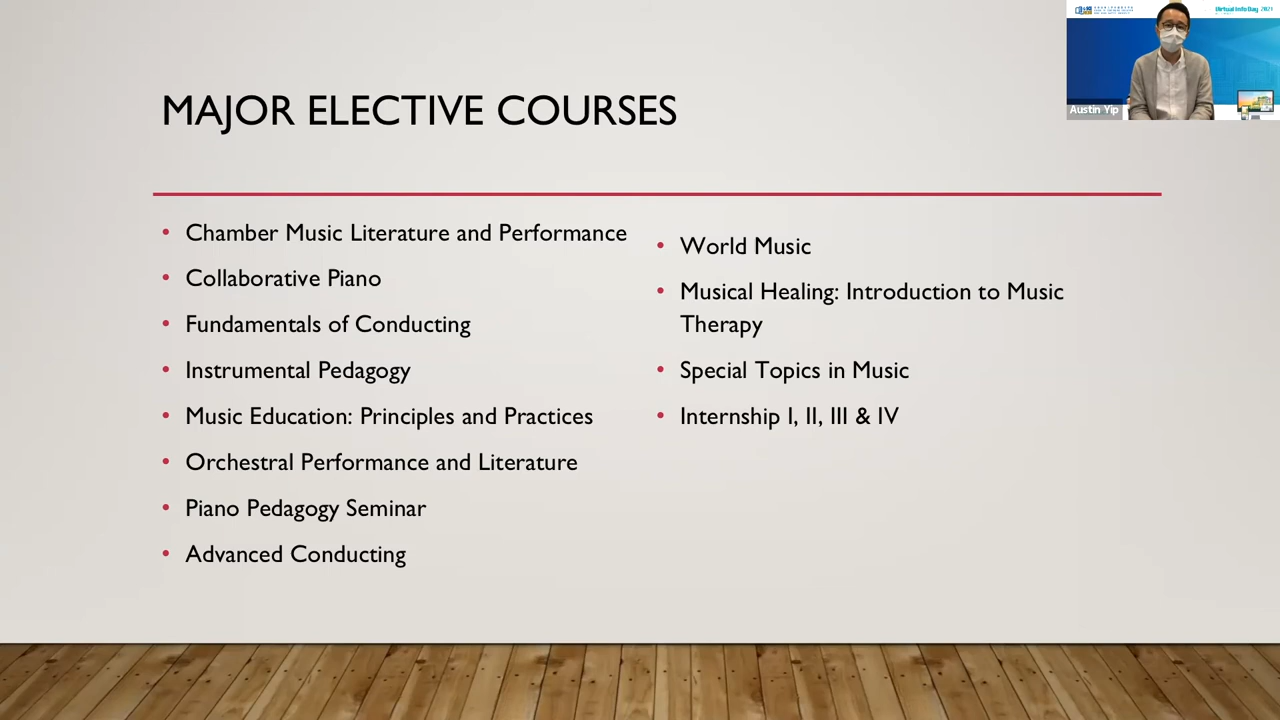 MAJOR ELECTIVE COURSES
• Chamber Music Literature and Performance
• Collaborative Piano
• Fundamentals of Conducting
• Instrumental Pedagogy
• Music Education: Principles and Practices
• Orchestral Performance and Literature
• Piano Pedagogy Seminar
• Advanced Conducting
• World Music
• Musical Healing: Introduction to Music
Therapy
• Special Topics in Music
• Internship I, II, III & IV
Virtual Info Day 2021
Austin Yip